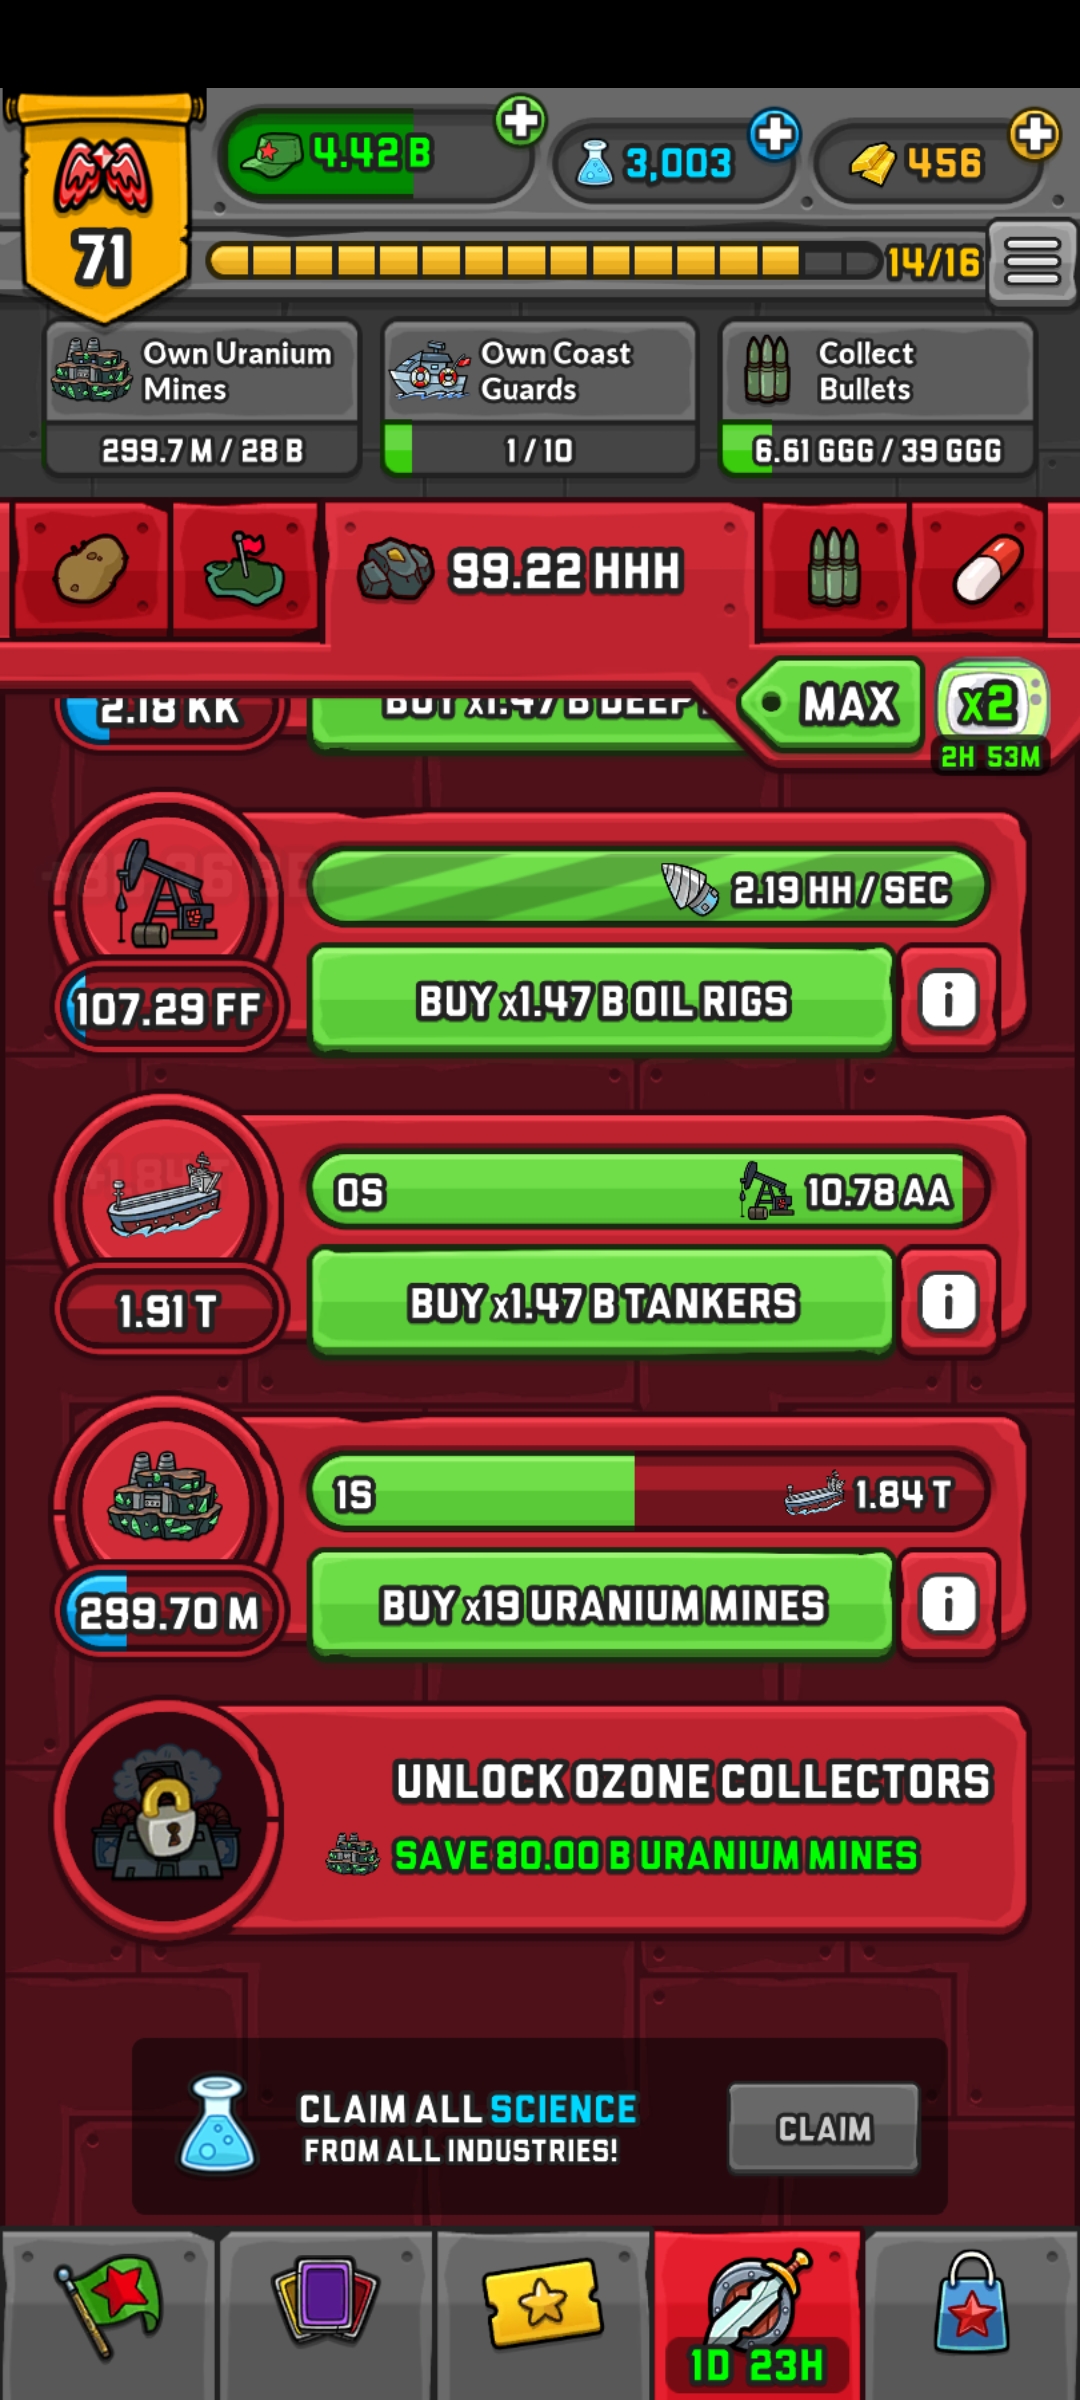 4.42 B
3,003
456
71
14/16
Own Uranium
Mines
299.7 M / 28 B
Own Coast
Guards
1 / 10
Collect
Bullets
6.61 GGG / 39 GGG
99.22 HHH
MAX
x2
2H 53M
2.18 KK
BUY x1.47 B DEEP
2.19 HH / SEC
107.29 FF
BUY x1.47 B OIL RIGS
i
0S
10.78 AA
1.91 T
BUY x1.47 B TANKERS
i
1S
1.84 T
299.70 M
BUY x19 URANIUM MINES
i
UNLOCK OZONE COLLECTORS
SAVE 80.00 B URANIUM MINES
CLAIM ALL SCIENCE
FROM ALL INDUSTRIES!
CLAIM
1D 23H